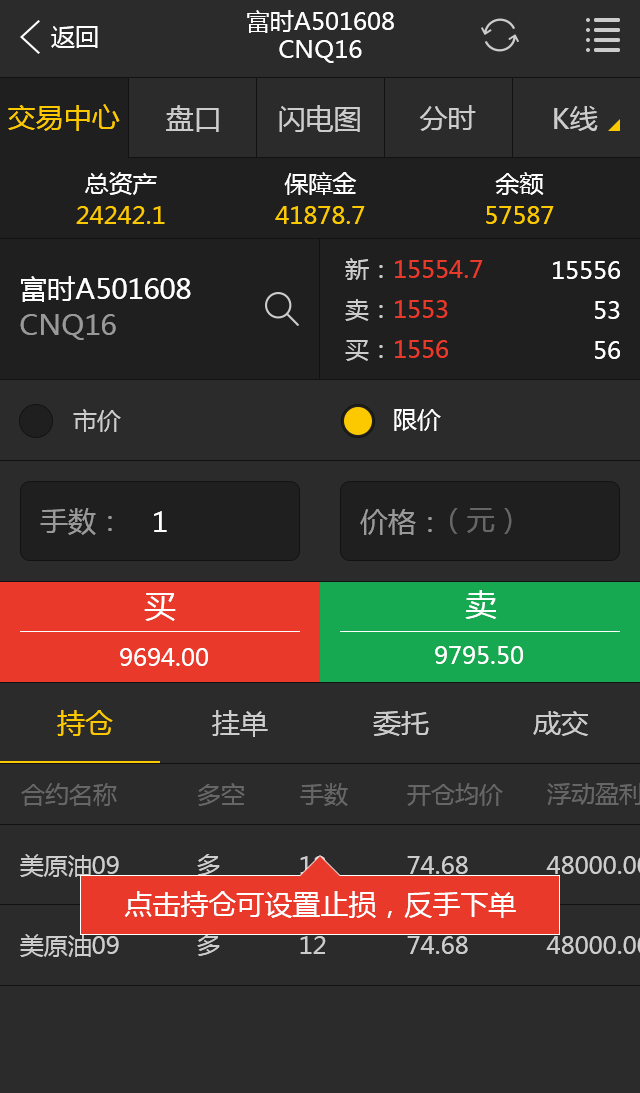 返回
富时A501608
CNQ16
交易中心 盘口 闪电图 分时 K线
总资产 保障金 余额
24242.1 41878.7 57587
富时A501608
CNQ16
新：15554.7 15556
卖：1553 53
买：1556 56
市价 限价
手数： 1 价格：（元）
买 卖
9694.00 9795.50
持仓 挂单 委托 成交
合约名称 多空 手数 开仓均价 浮动盈利
美原油09 多 74.68 48000.00
点击持仓可设置止损，反手下单
美原油09 多 12 74.68 48000.00